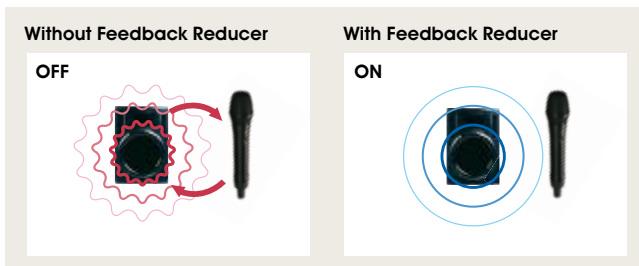 Without Feedback Reducer
With Feedback Reducer
OFF
ON